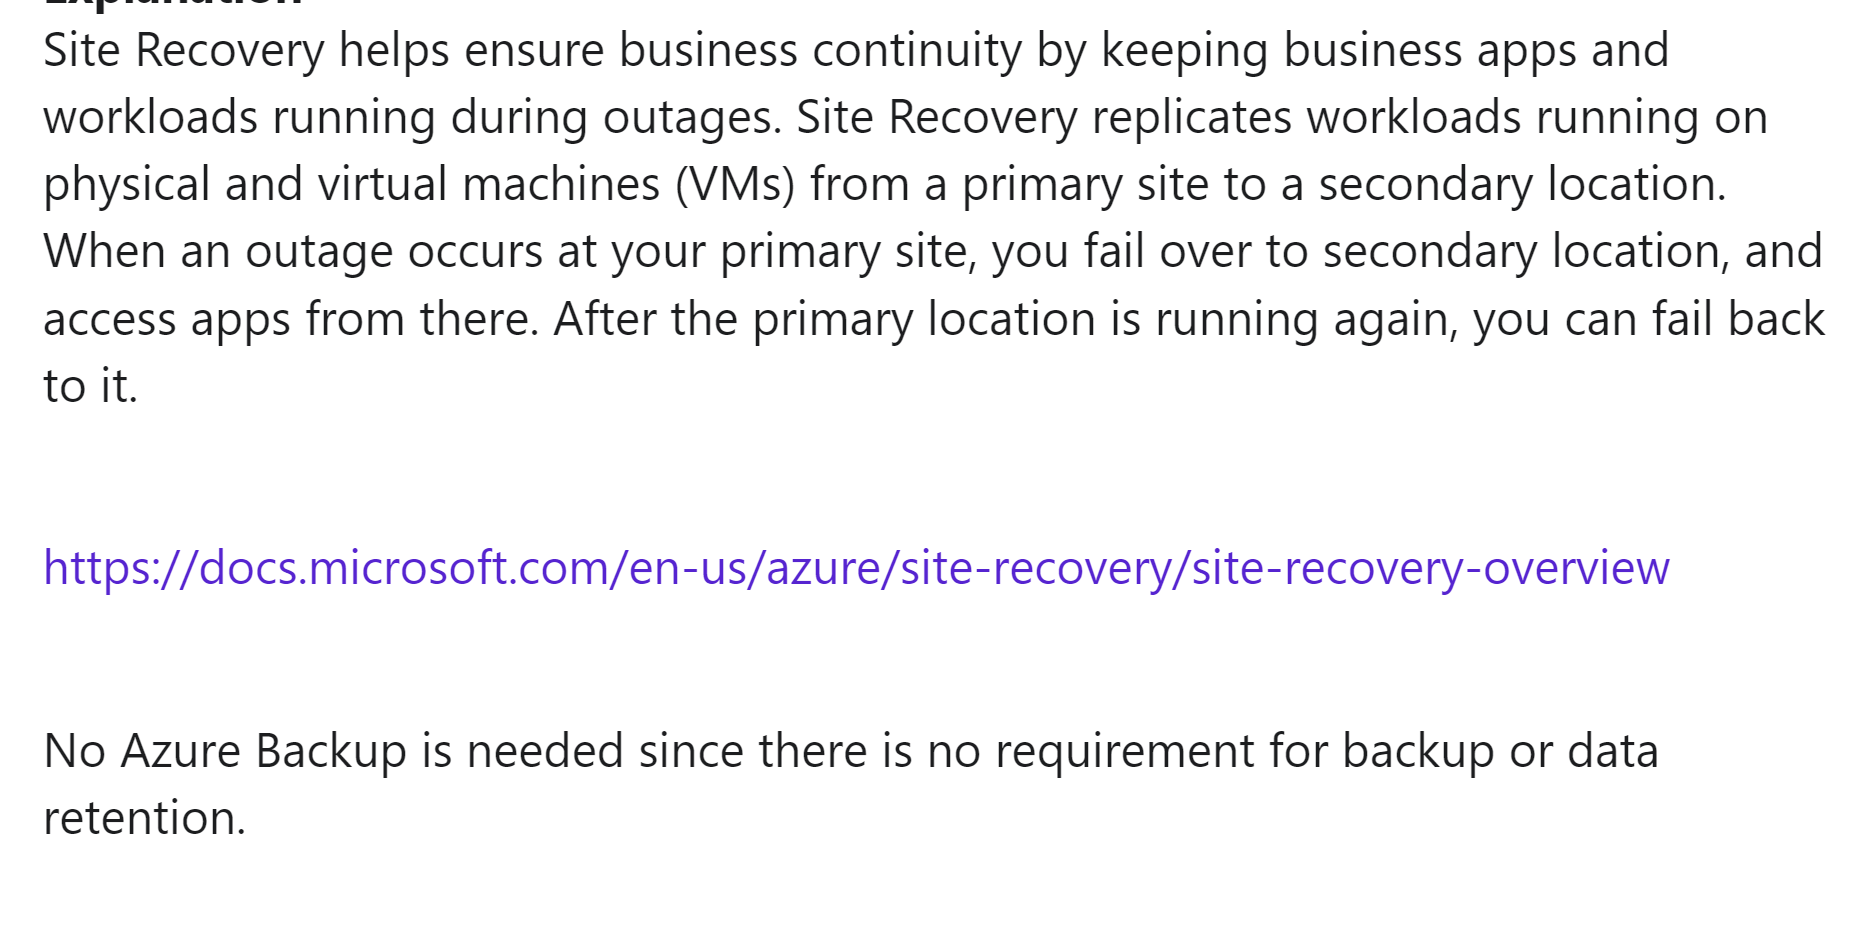 Explanation
Site Recovery helps ensure business continuity by keeping business apps and
workloads running during outages. Site Recovery replicates workloads running on
physical and virtual machines (VMs) from a primary site to a secondary location.
When an outage occurs at your primary site, you fail over to secondary location, and
access apps from there. After the primary location is running again, you can fail back
to it.
https://docs.microsoft.com/en-us/azure/site-recovery/site-recovery-overview
No Azure Backup is needed since there is no requirement for backup or data
retention.